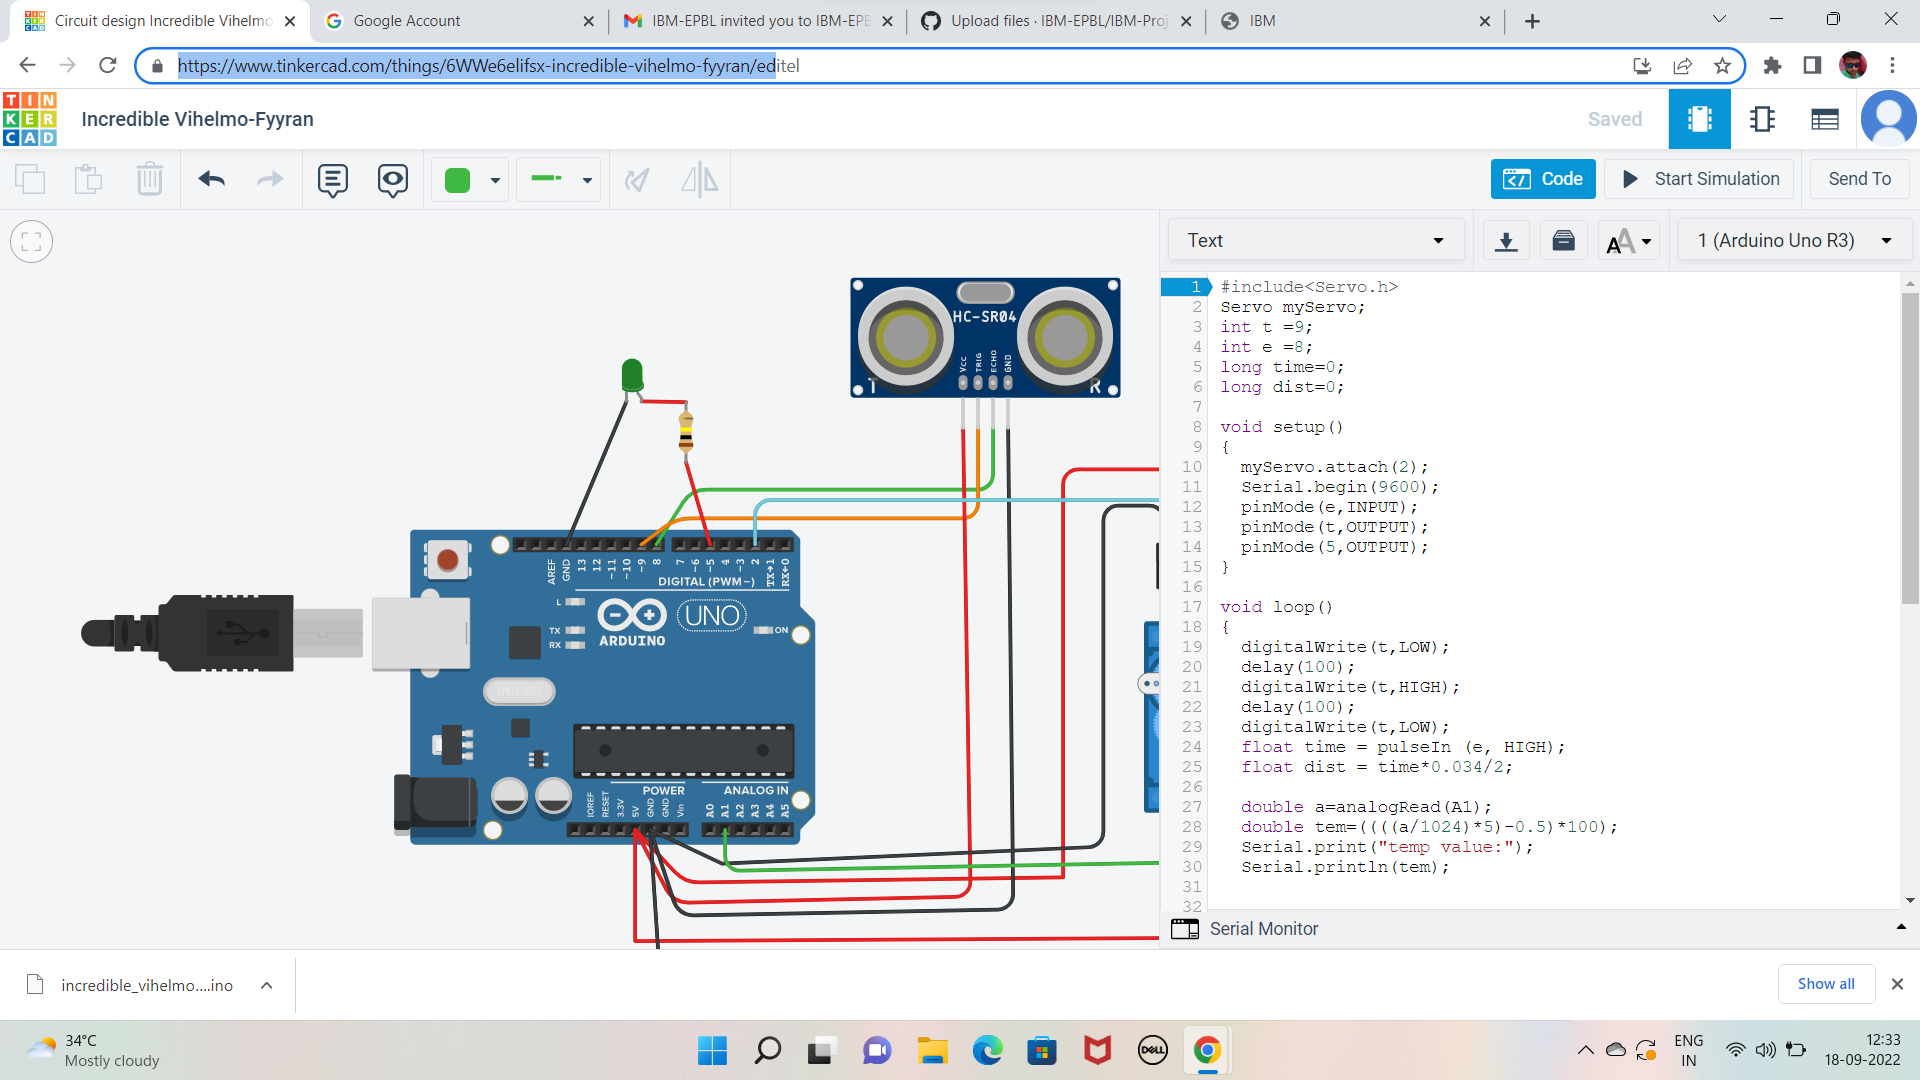 Circuit design Incredible Vihelmo
Google Account
IBM-EPBL invited you to IBM-EPB
Upload files · IBM-EPBL/IBM-Proj
IBM
https://www.tinkercad.com/things/6WWe6elifsx-incredible-vihelmo-fyyran/editel
TIN
KER
CAD
Incredible Vihelmo-Fyyran
Saved
Code
Start Simulation
Send To
Text
1 (Arduino Uno R3)
HC-SR04
VCC
TRIG
ECHO
GND
T
R
AREF
GND
13
12
~11
~10
~9
8
7
~6
~5
4
~3
2
TX→1
RX←0
DIGITAL (PWM~)
L
TX
RX
ARDUINO
UNO
ON
POWER
ANALOG IN
IOREF
RESET
3.3V
5V
GND
GND
Vin
A0
A1
A2
A3
A4
A5
1 #include<Servo.h>
2 Servo myServo;
3 int t =9;
4 int e =8;
5 long time=0;
6 long dist=0;
7
8 void setup()
9 {
10 myServo.attach(2);
11 Serial.begin(9600);
12 pinMode(e,INPUT);
13 pinMode(t,OUTPUT);
14 pinMode(5,OUTPUT);
15 }
16
17 void loop()
18 {
19 digitalWrite(t,LOW);
20 delay(100);
21 digitalWrite(t,HIGH);
22 delay(100);
23 digitalWrite(t,LOW);
24 float time = pulseIn (e, HIGH);
25 float dist = time*0.034/2;
26
27 double a=analogRead(A1);
28 double tem=((((a/1024)*5)-0.5)*100);
29 Serial.print("temp value:");
30 Serial.println(tem);
31
32
Serial Monitor
incredible_vihelmo....ino
Show all
34°C
Mostly cloudy
DELL
ENG
IN
12:33
18-09-2022